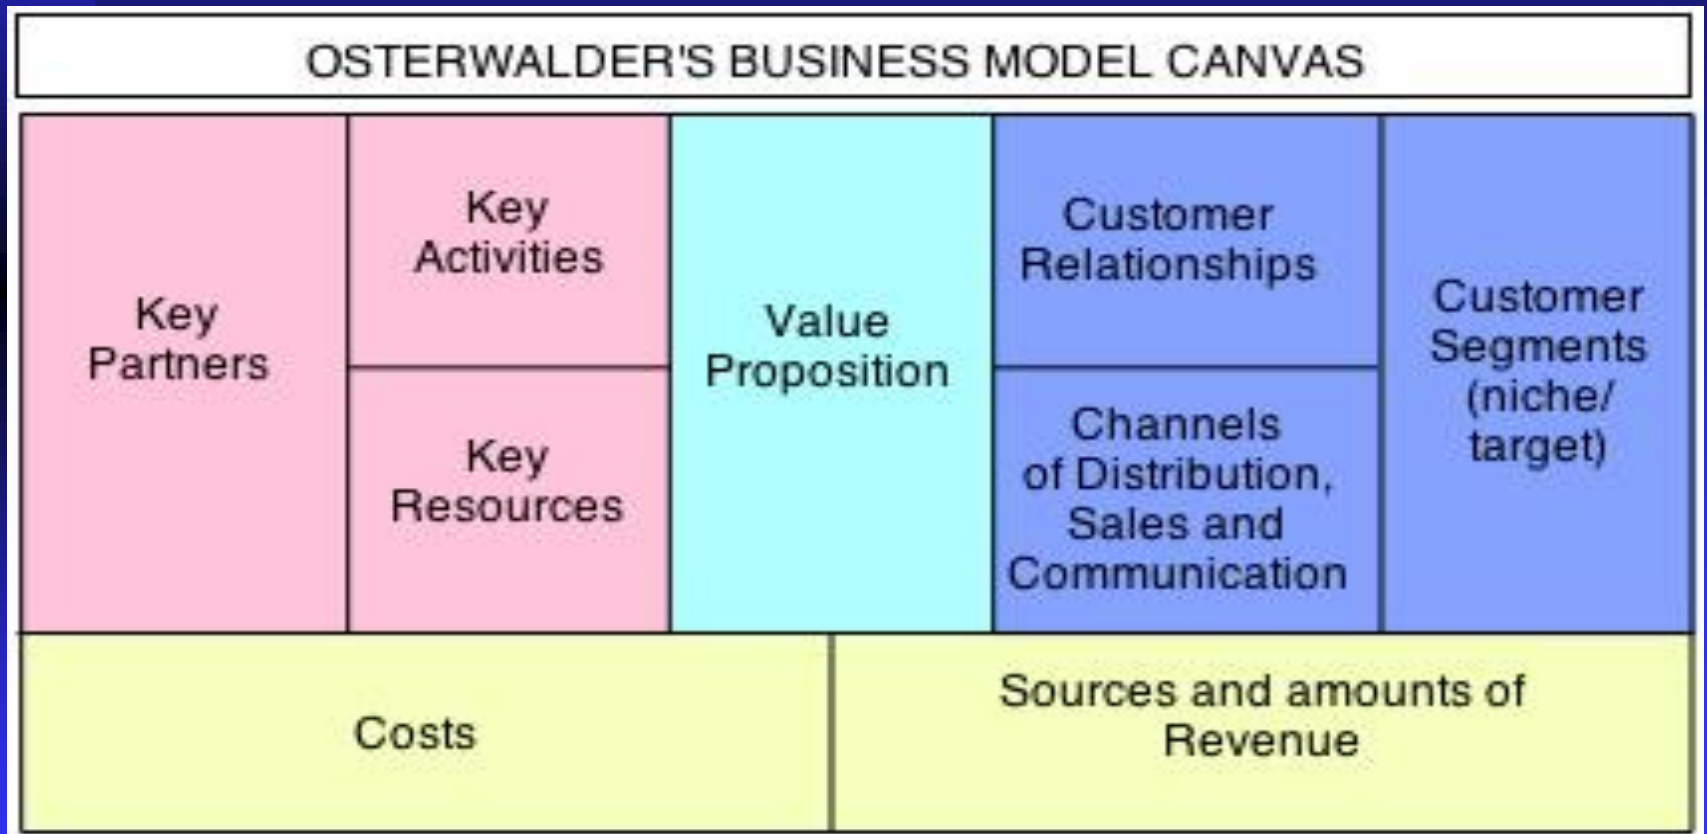 OSTERWALDER'S BUSINESS MODEL CANVAS
Key
Partners
Key
Activities
Key
Resources
Value
Proposition
Customer
Relationships
Channels
of Distribution,
Sales and
Communication
Customer
Segments
(niche/
target)
Costs
Sources and amounts of
Revenue